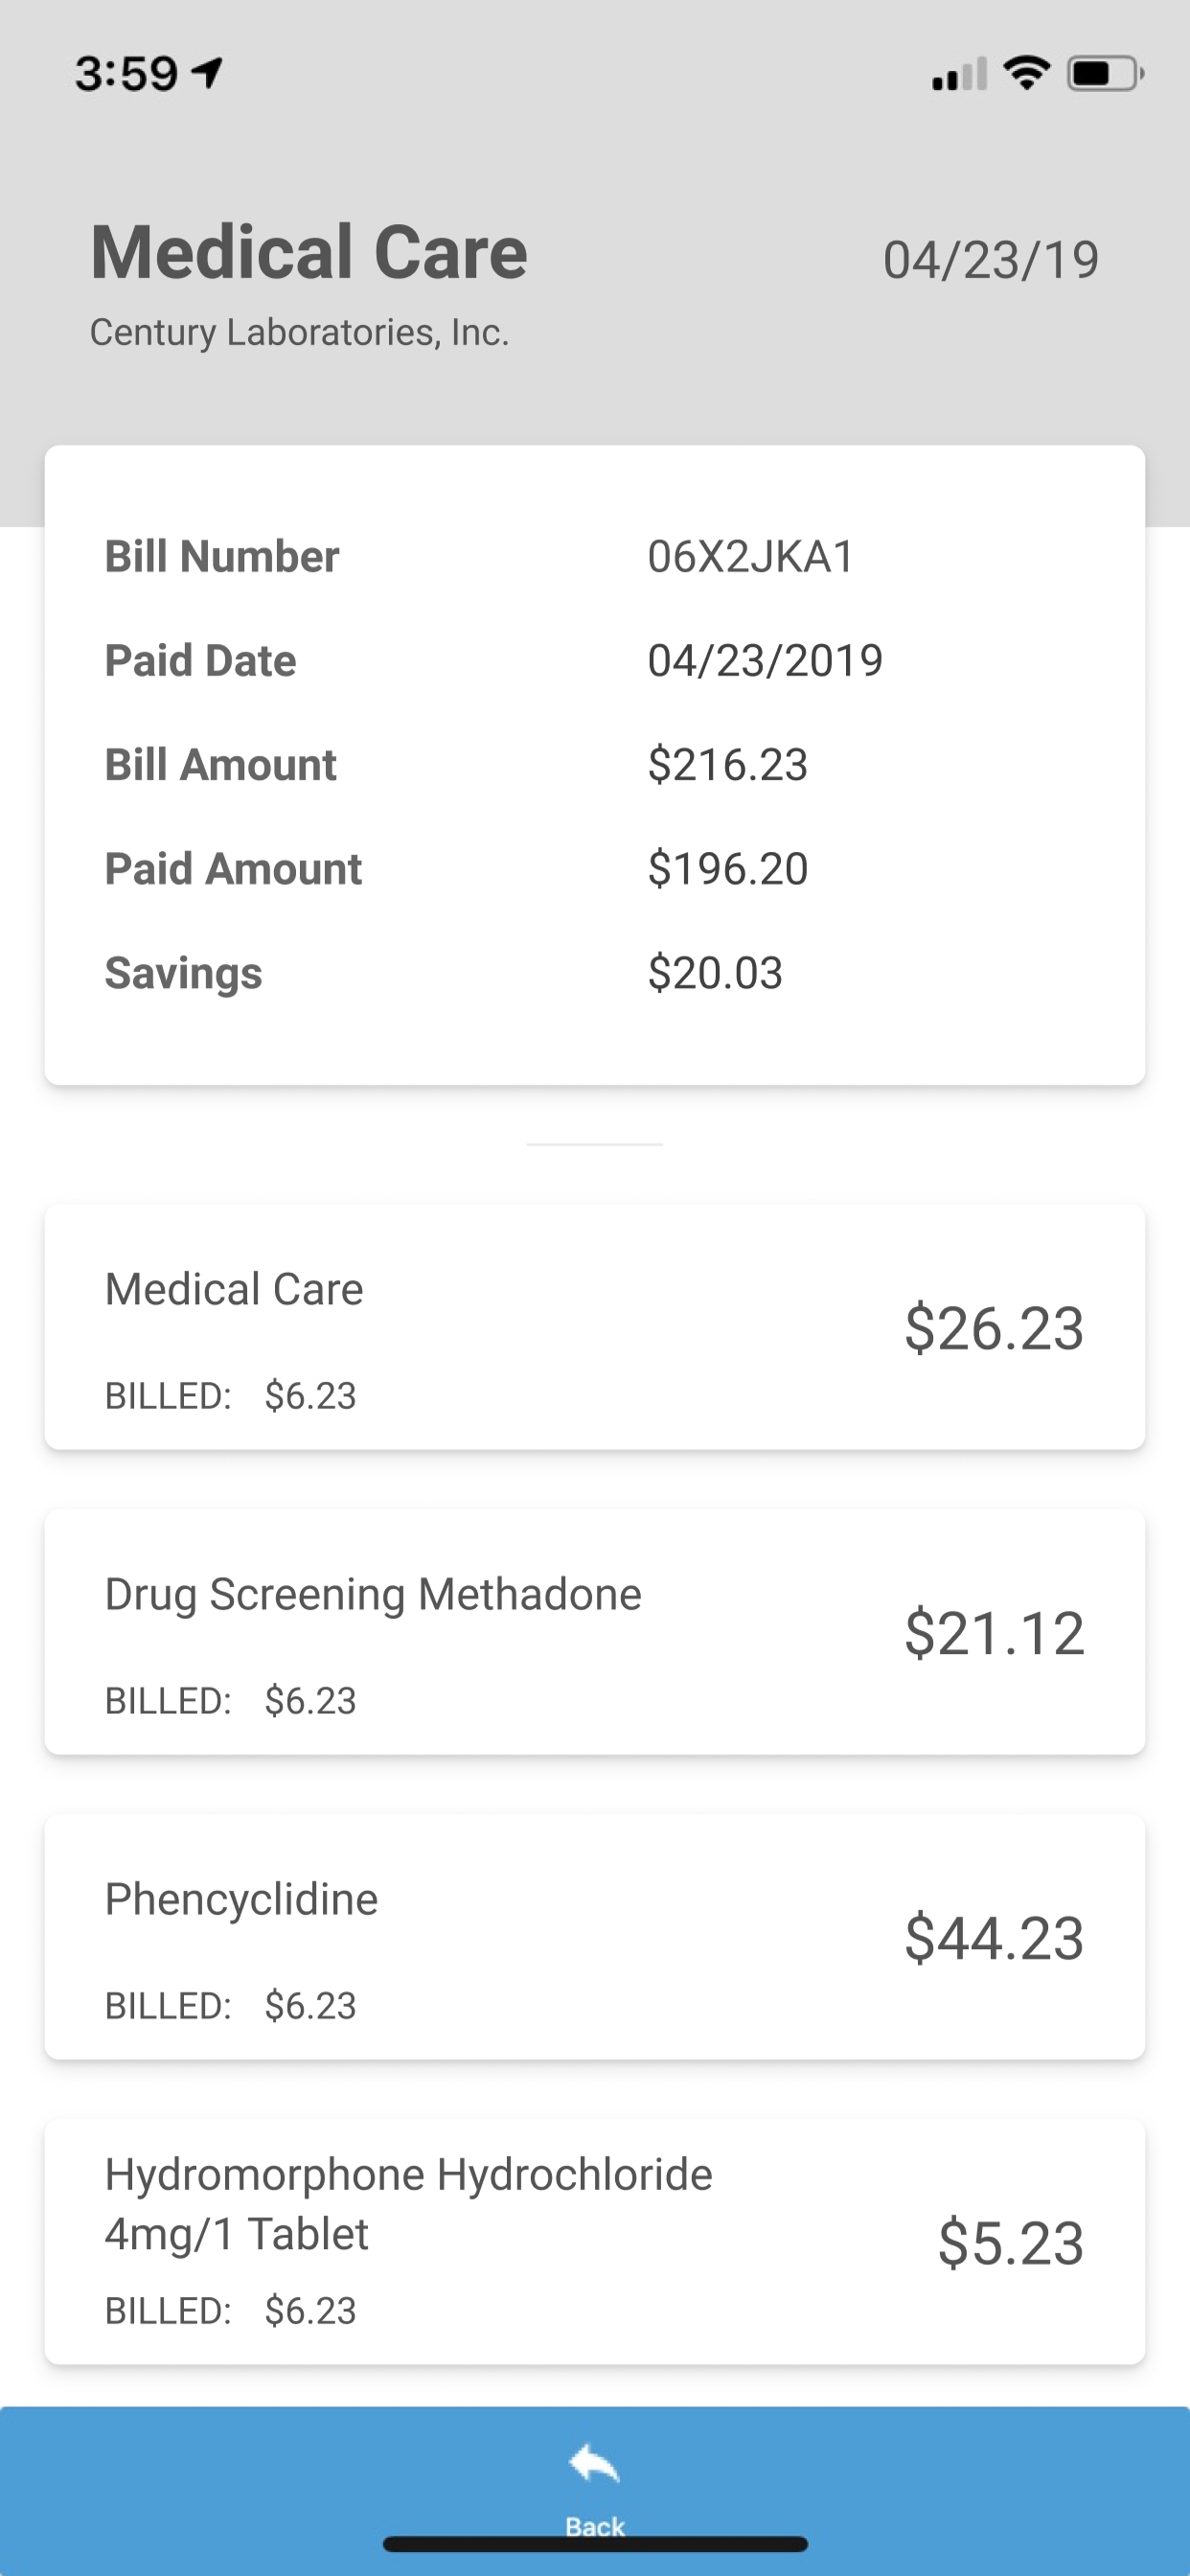 3:59
Medical Care
04/23/19
Century Laboratories, Inc.
Bill Number 06X2JKA1
Paid Date 04/23/2019
Bill Amount $216.23
Paid Amount $196.20
Savings $20.03
Medical Care
$26.23
BILLED: $6.23
Drug Screening Methadone
$21.12
BILLED: $6.23
Phencyclidine
$44.23
BILLED: $6.23
Hydromorphone Hydrochloride
4mg/1 Tablet
$5.23
BILLED: $6.23
Back